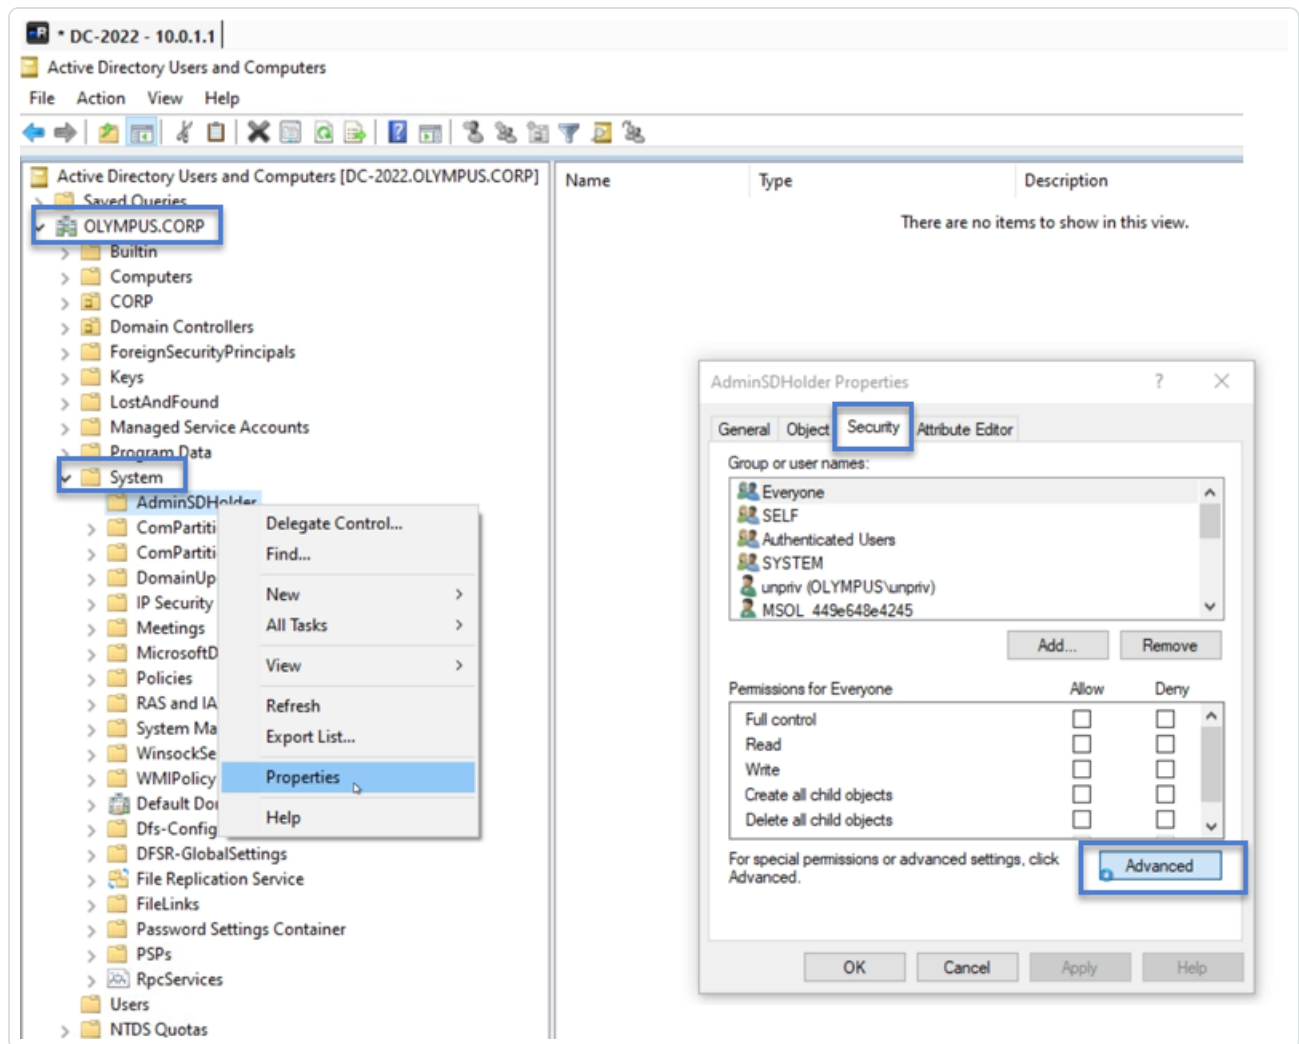 * DC-2022 - 10.0.1.1
Active Directory Users and Computers
File Action View Help
Active Directory Users and Computers [DC-2022.OLYMPUS.CORP]
Saved Queries
OLYMPUS.CORP
Builtin
Computers
CORP
Domain Controllers
ForeignSecurityPrincipals
Keys
LostAndFound
Managed Service Accounts
Program Data
System
AdminSDHolder
ComPartiti
ComPartiti
DomainUp
IP Security
Meetings
MicrosoftD
Policies
RAS and IA
System Ma
WinsockSe
WMIPolicy
Default Do
Dfs-Config
DFSR-GlobalSettings
File Replication Service
FileLinks
Password Settings Container
PSPs
RpcServices
Users
NTDS Quotas
Delegate Control...
Find...
New
All Tasks
View
Refresh
Export List...
Properties
Help
Name Type Description
There are no items to show in this view.
AdminSDHolder Properties
General Object Security Attribute Editor
Group or user names:
Everyone
SELF
Authenticated Users
SYSTEM
unpriv (OLYMPUS\unpriv)
MSOL_449e648e4245
Add... Remove
Permissions for Everyone Allow Deny
Full control
Read
Write
Create all child objects
Delete all child objects
For special permissions or advanced settings, click
Advanced.
Advanced
OK Cancel Apply Help